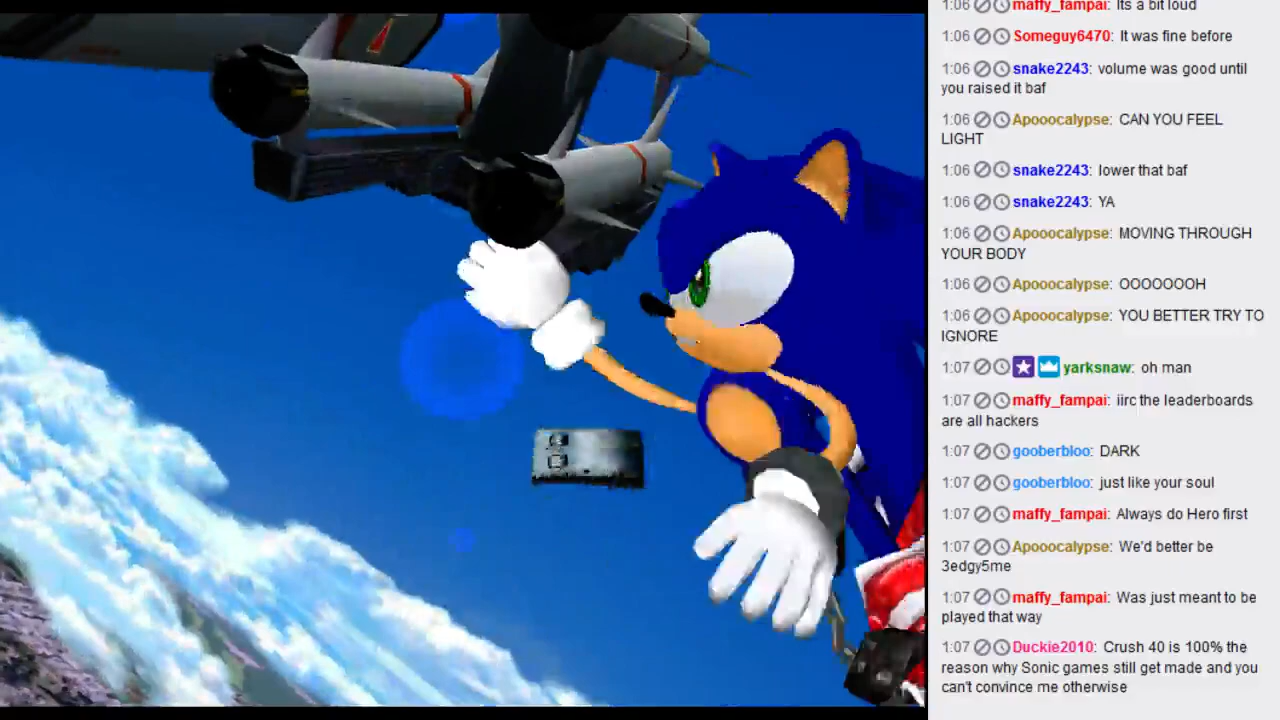 1:06 maffy_fampai: Its a bit loud
1:06 Someguy6470: It was fine before
1:06 snake2243: volume was good until
you raised it baf
1:06 Apooocalypse: CAN YOU FEEL
LIGHT
1:06 snake2243: lower that baf
1:06 snake2243: YA
1:06 Apooocalypse: MOVING THROUGH
YOUR BODY
1:06 Apooocalypse: OOOOOOOH
1:06 Apooocalypse: YOU BETTER TRY TO
IGNORE
1:07 yarksnaw: oh man
1:07 maffy_fampai: iirc the leaderboards
are all hackers
1:07 gooberbloo: DARK
1:07 gooberbloo: just like your soul
1:07 maffy_fampai: Always do Hero first
1:07 Apooocalypse: We'd better be
3edgy5me
1:07 maffy_fampai: Was just meant to be
played that way
1:07 Duckie2010: Crush 40 is 100% the
reason why Sonic games still get made and you
can't convince me otherwise